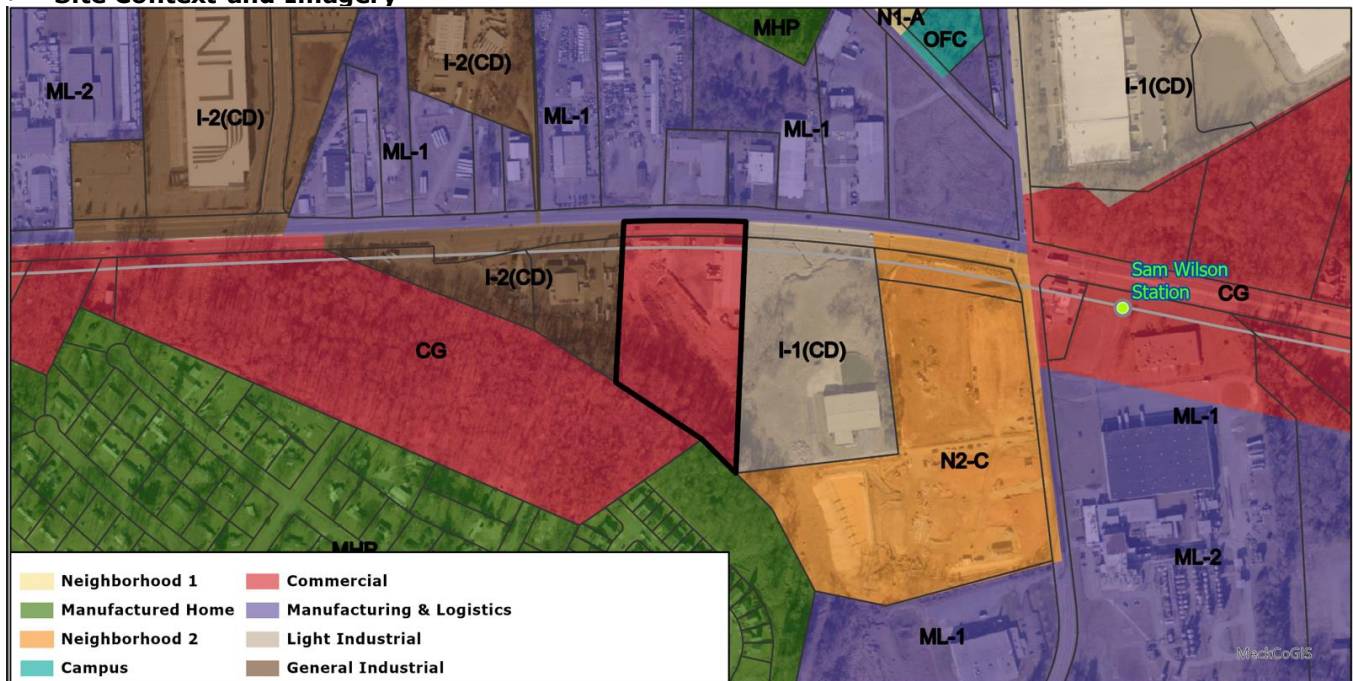 Site Context and Imagery
MHP
N1-A
OFC
I-2(CD)
ML-2
I-2(CD)
ULIN
ML-1
ML-1
ML-1
I-1(CD)
Sam Wilson
Station
CG
I-2(CD)
CG
I-1(CD)
ML-1
N2-C
MHP
ML-2
ML-1
MeckCoGIS
Neighborhood 1
Commercial
Manufactured Home
Manufacturing & Logistics
Neighborhood 2
Light Industrial
Campus
General Industrial